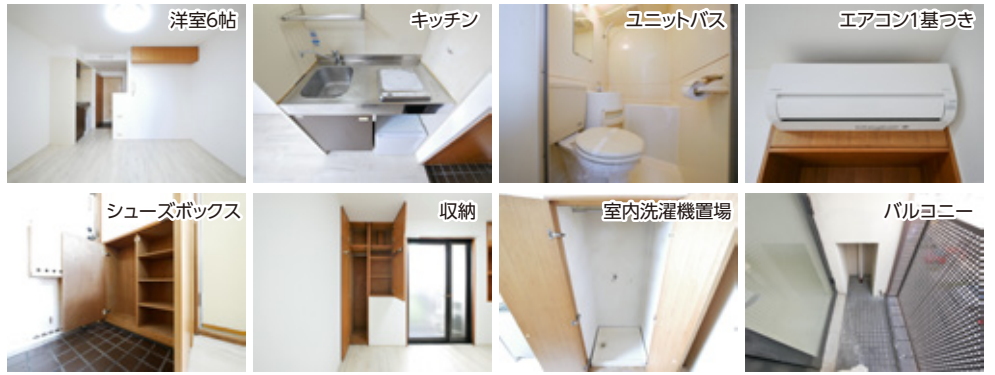 洋室6帖
キッチン
ユニットバス
エアコン1基つき
シューズボックス
収納
室内洗濯機置場
バルコニー